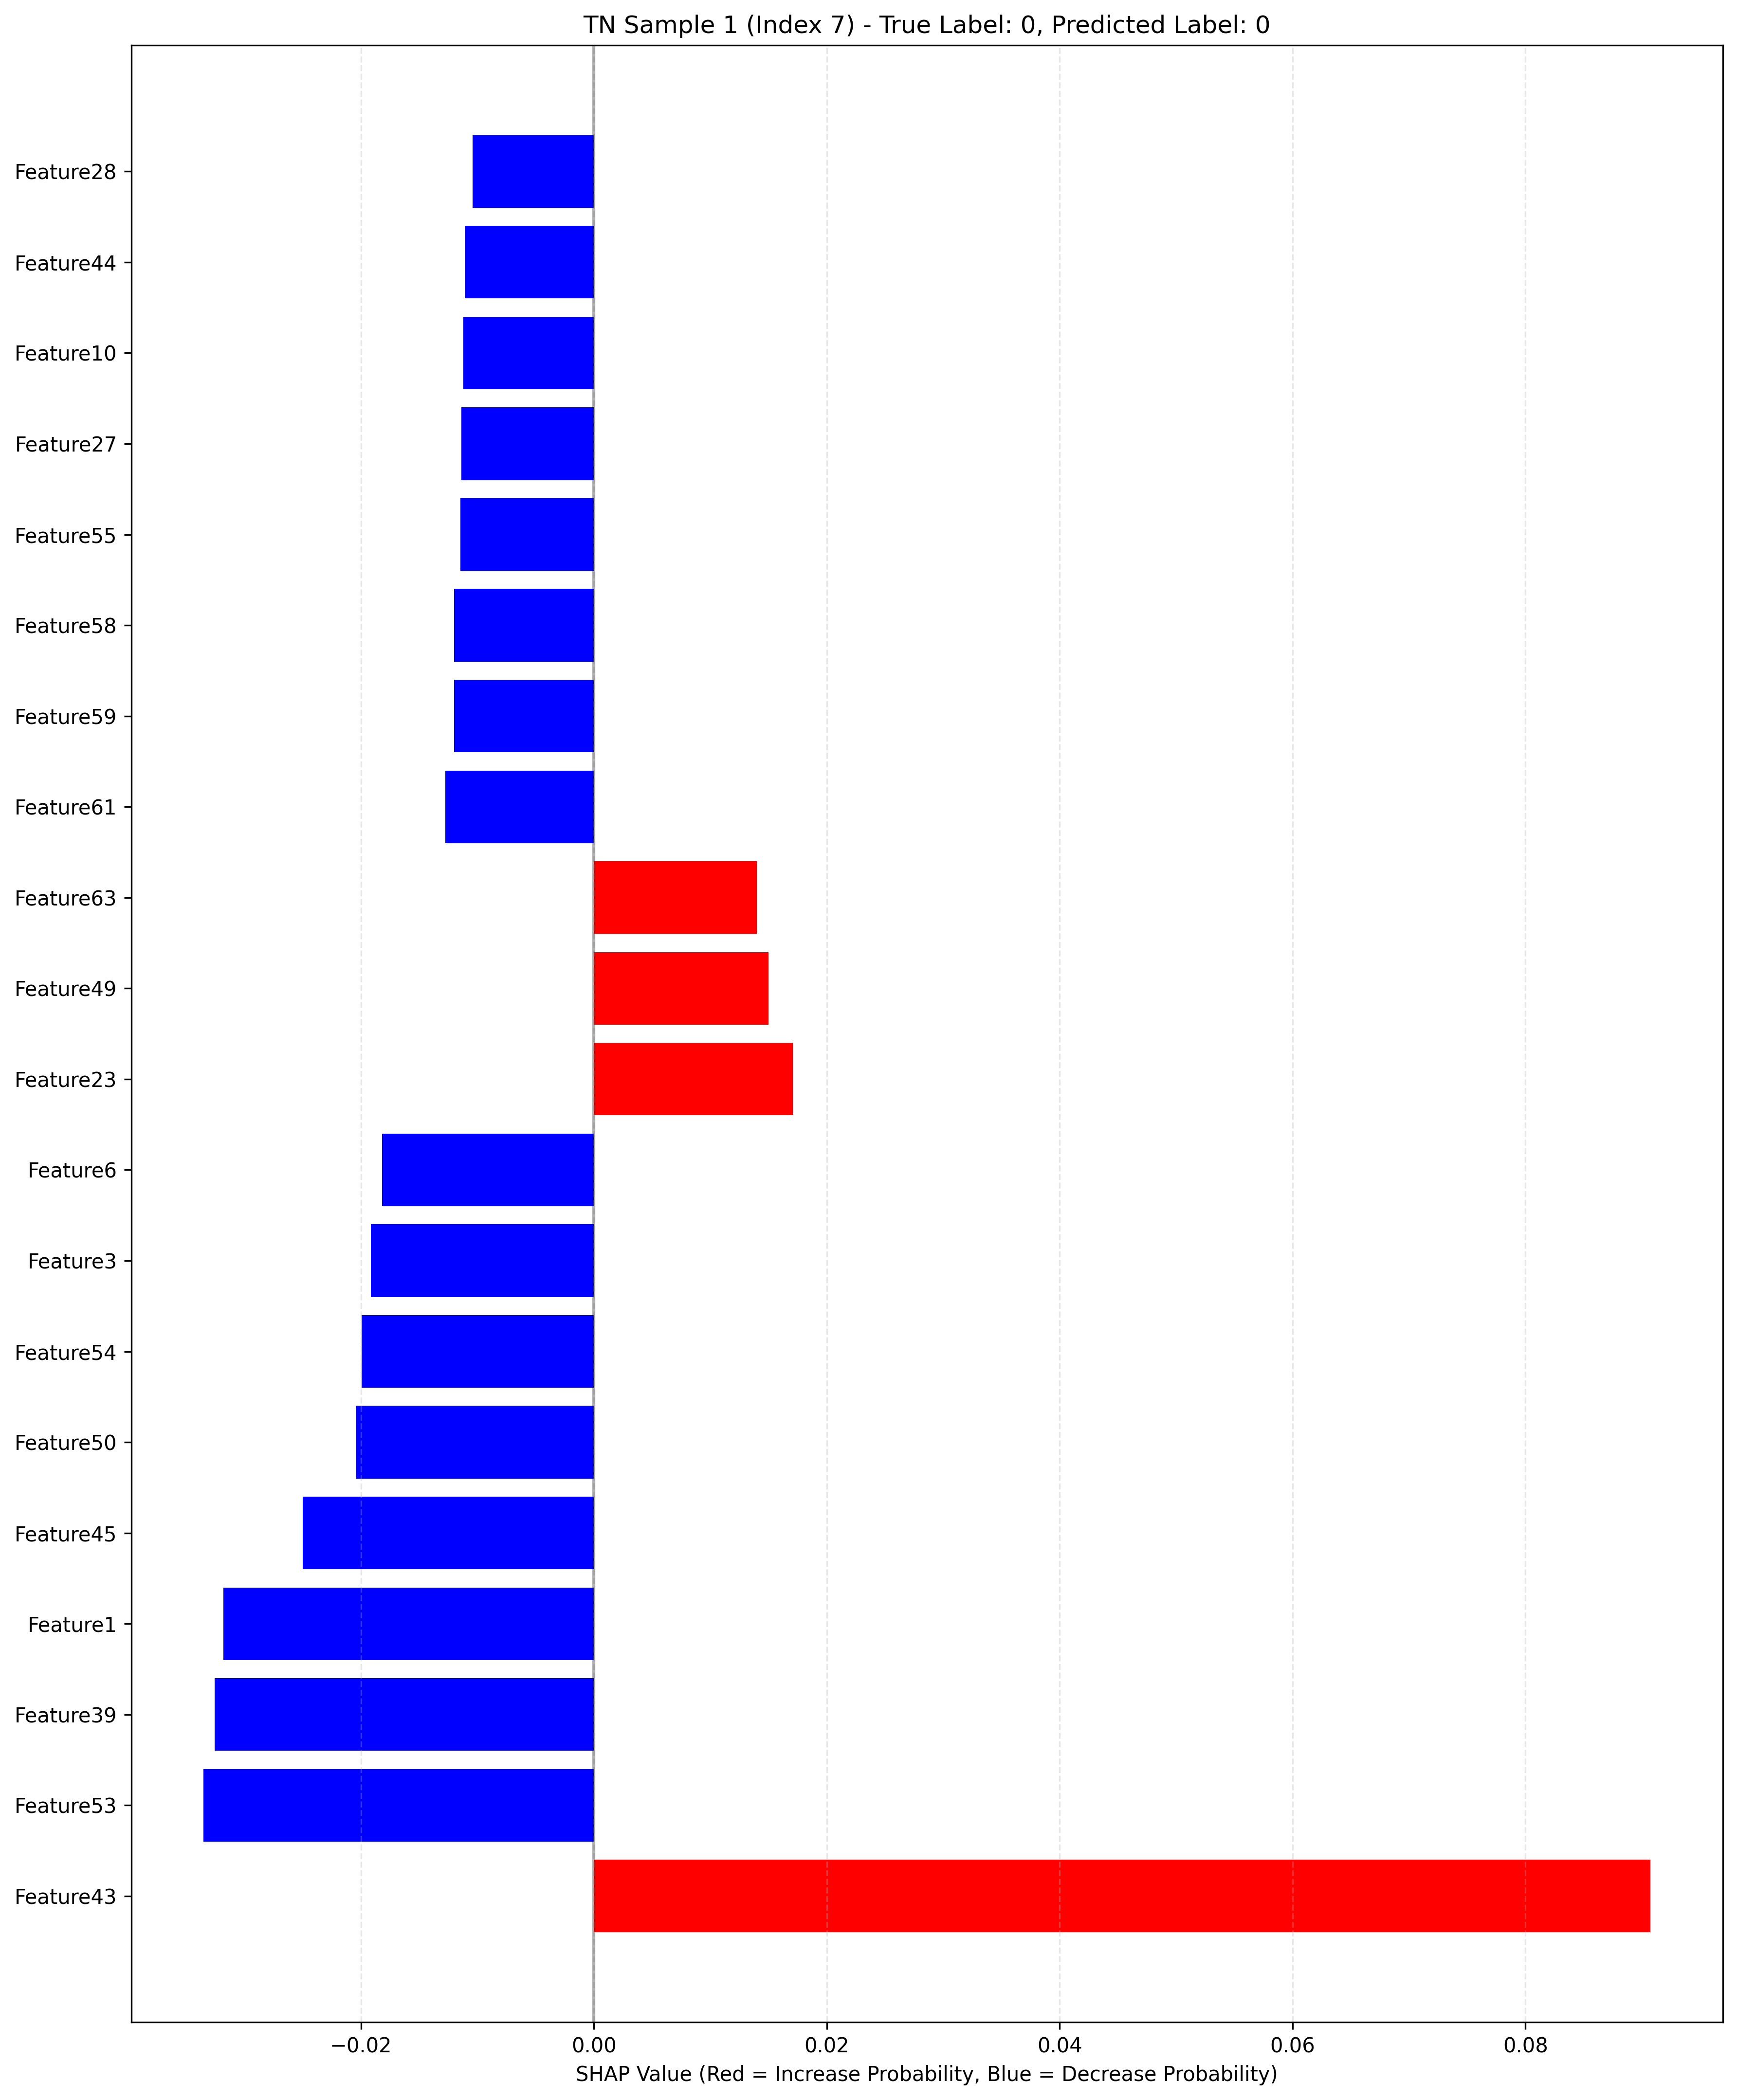 TN Sample 1 (Index 7) - True Label: 0, Predicted Label: 0
Feature28
Feature44
Feature10
Feature27
Feature55
Feature58
Feature59
Feature61
Feature63
Feature49
Feature23
Feature6
Feature3
Feature54
Feature50
Feature45
Feature1
Feature39
Feature53
Feature43
−0.02 0.00 0.02 0.04 0.06 0.08
SHAP Value (Red = Increase Probability, Blue = Decrease Probability)